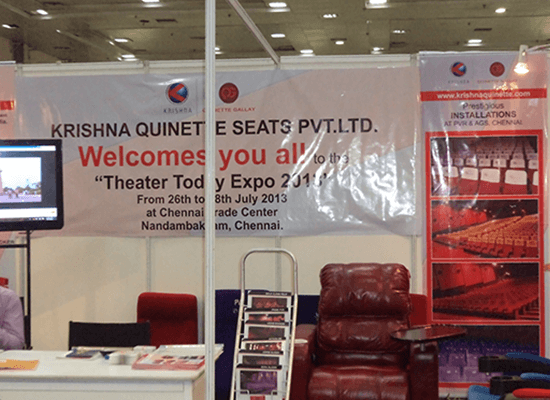 KRISHNA
QUINETTE GALLAY
KRISHNA QUINETTE SEATS PVT.LTD.
Welcomes you all to the
"Theater Today Expo 2013"
From 26th to 28th July 2013
at Chennai Trade Center
Nandambakkam, Chennai.
www.krishnaquinette.com
Prestigious
INSTALLATIONS
AT PVR & AGS, CHENNAI